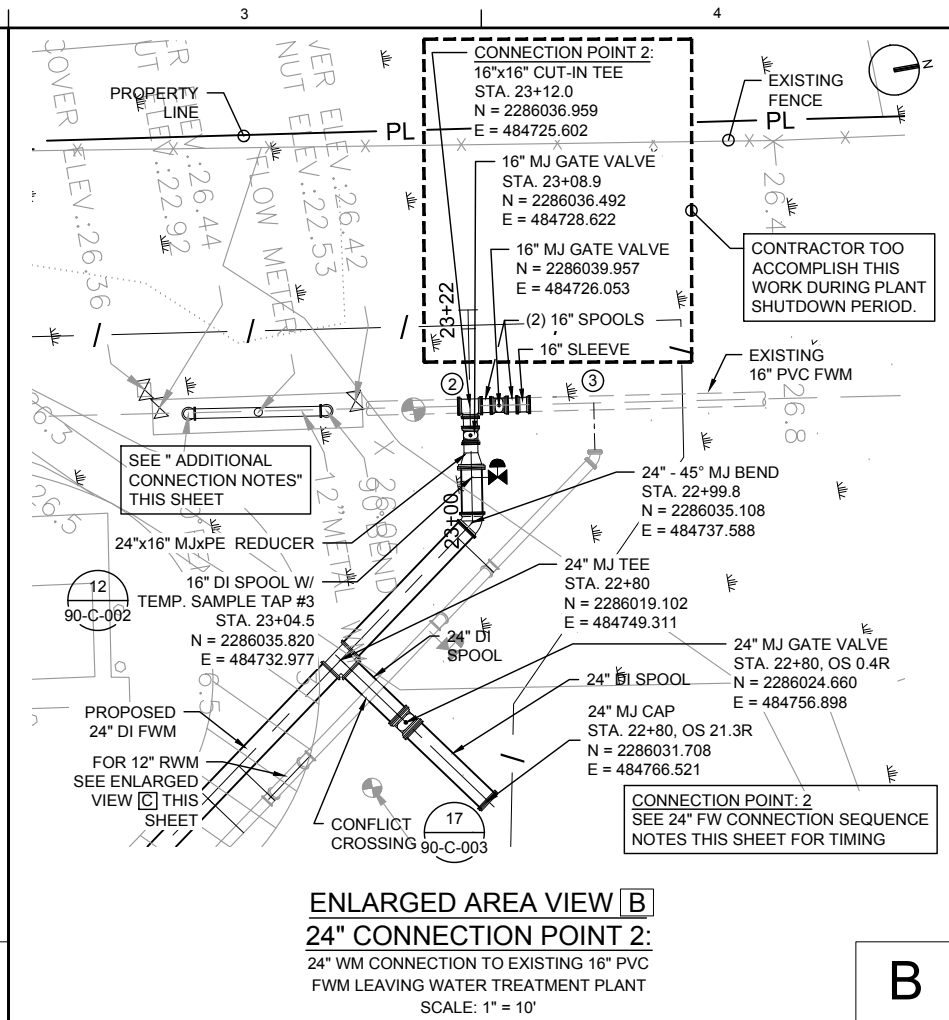 3
4
CONNECTION POINT 2:
16"x16" CUT-IN TEE
STA. 23+12.0
N = 2286036.959
E = 484725.602
16" MJ GATE VALVE
STA. 23+08.9
N = 2286036.492
E = 484728.622
16" MJ GATE VALVE
N = 2286039.957
E = 484726.053
(2) 16" SPOOLS
16" SLEEVE
PROPERTY
LINE
PL
EXISTING
FENCE
PL
N
COVER ELEV:26.36
ELEV.:26.44
ELEV.:22.92
ELEV.:26.42
NUT ELEV.:22.53
FLOW METER
26.4
CONTRACTOR TOO
ACCOMPLISH THIS
WORK DURING PLANT
SHUTDOWN PERIOD.
23+22
2
3
EXISTING
16" PVC FWM
26.8
26.5
SEE " ADDITIONAL
CONNECTION NOTES"
THIS SHEET
12" METAL
90° BEND
23+00
24"x16" MJxPE REDUCER
24" - 45° MJ BEND
STA. 22+99.8
N = 2286035.108
E = 484737.588
12
90-C-002
16" DI SPOOL W/
TEMP. SAMPLE TAP #3
STA. 23+04.5
N = 2286035.820
E = 484732.977
24" MJ TEE
STA. 22+80
N = 2286019.102
E = 484749.311
24" DI
SPOOL
24" MJ GATE VALVE
STA. 22+80, OS 0.4R
N = 2286024.660
E = 484756.898
24" DI SPOOL
24" MJ CAP
STA. 22+80, OS 21.3R
N = 2286031.708
E = 484766.521
PROPOSED
24" DI FWM
FOR 12" RWM
SEE ENLARGED
VIEW C THIS
SHEET
CONFLICT
CROSSING
17
90-C-003
CONNECTION POINT: 2
SEE 24" FW CONNECTION SEQUENCE
NOTES THIS SHEET FOR TIMING
ENLARGED AREA VIEW B
24" CONNECTION POINT 2:
24" WM CONNECTION TO EXISTING 16" PVC
FWM LEAVING WATER TREATMENT PLANT
SCALE: 1" = 10'
B